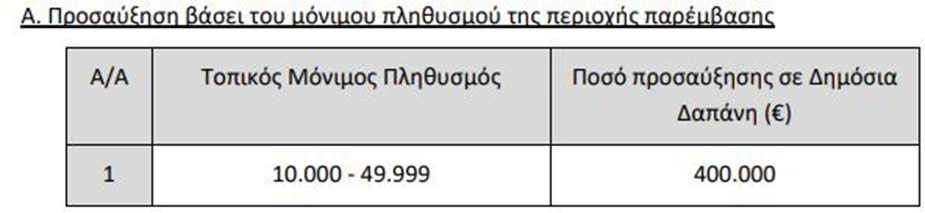 Α. Προσαύξηση βάσει του μόνιμου πληθυσμού της περιοχής παρέμβασης
Α/Α Τοπικός Μόνιμος Πληθυσμός Ποσό προσαύξησης σε Δημόσια
Δαπάνη (€)
1 10.000 - 49.999 400.000